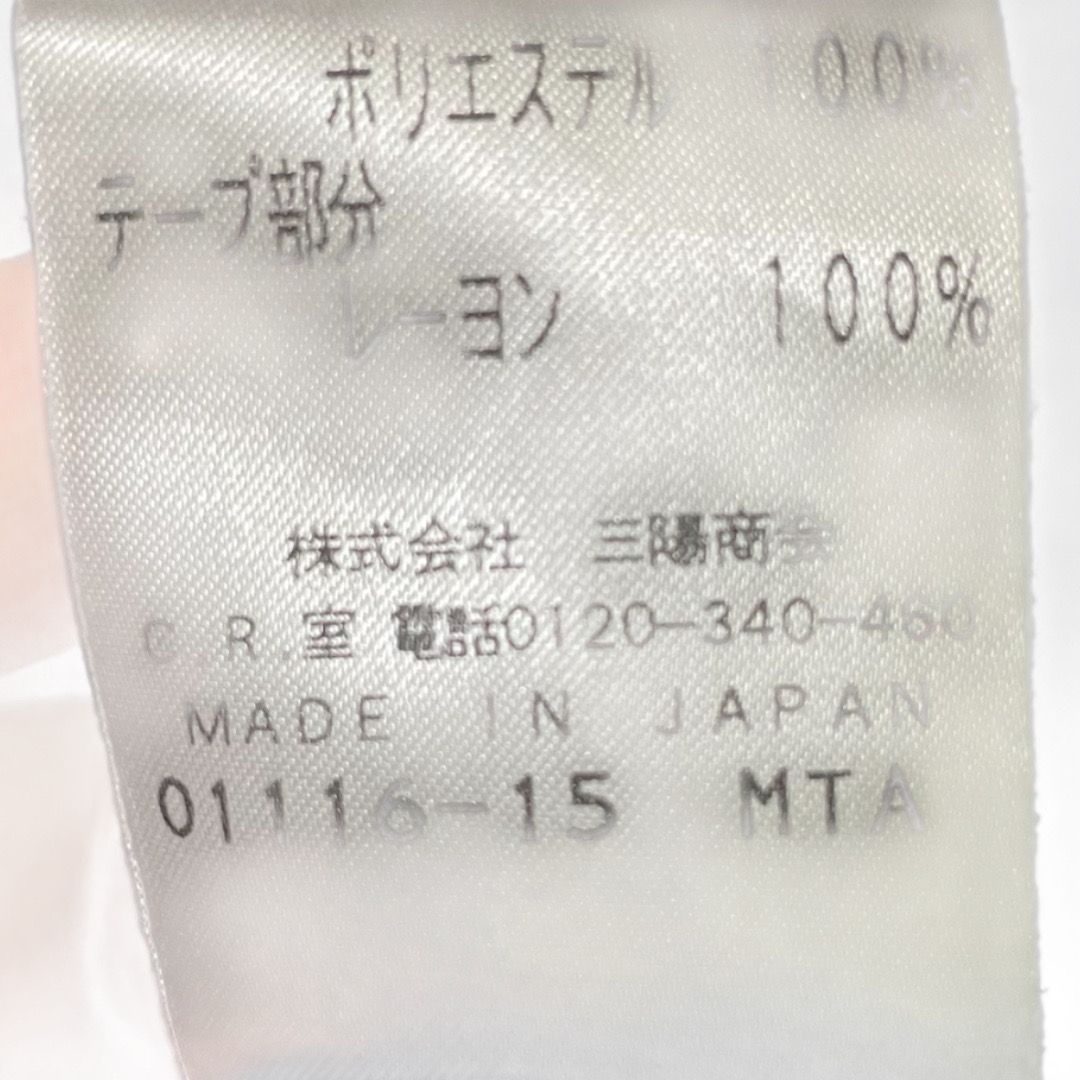 ポリエステル 100%
テープ部分
レーヨン 100%
株式会社 三陽商会
C.R.室 電話0120-340-460
MADE IN JAPAN
01116-15 MTA